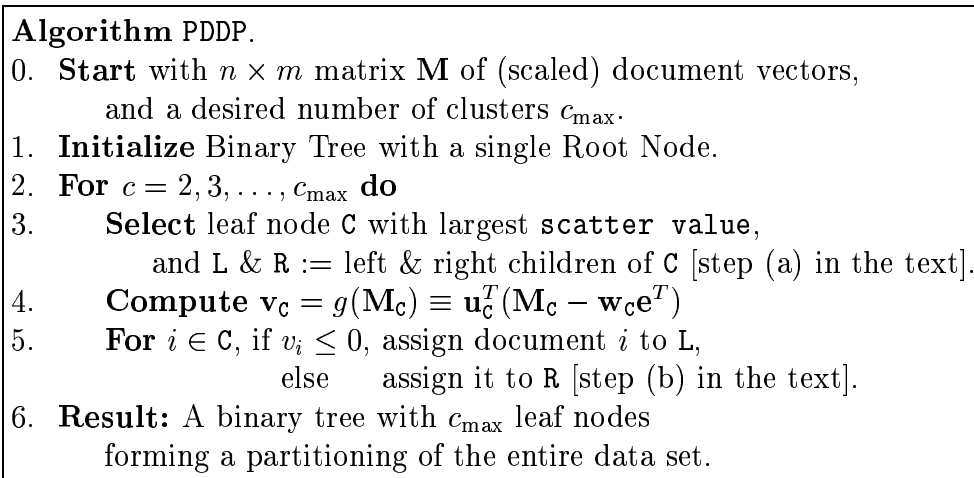 Algorithm PDDP.
0. Start with n × m matrix M of (scaled) document vectors,
and a desired number of clusters c_max.
1. Initialize Binary Tree with a single Root Node.
2. For c = 2, 3, . . . , c_max do
3. Select leaf node C with largest scatter value,
and L & R := left & right children of C [step (a) in the text].
4. Compute v_C = g(M_C) ≡ u_C^T(M_C − w_C e^T)
5. For i ∈ C, if v_i ≤ 0, assign document i to L,
else assign it to R [step (b) in the text].
6. Result: A binary tree with c_max leaf nodes
forming a partitioning of the entire data set.